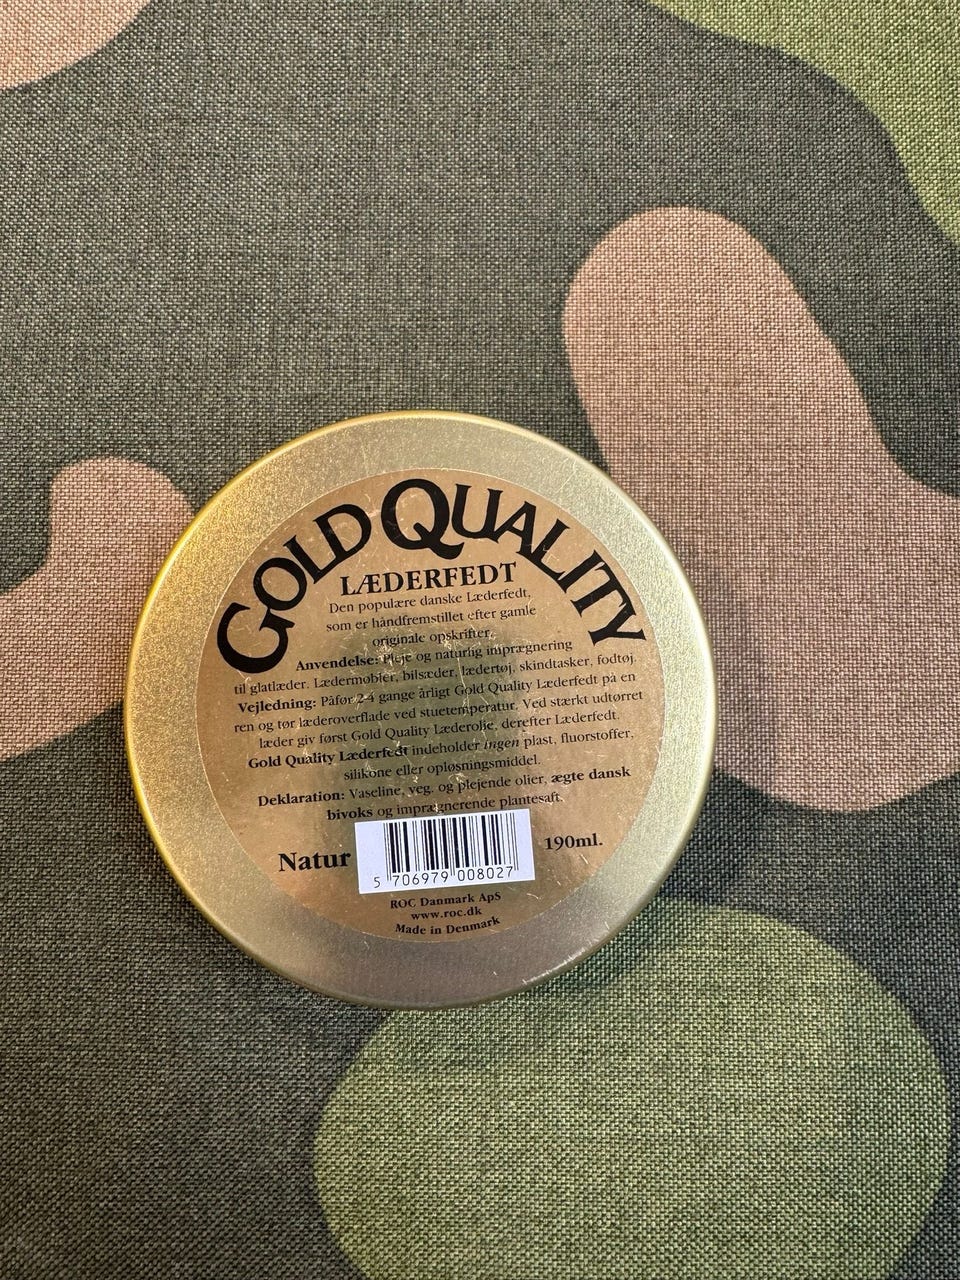 GOLD QUALITY
LÆDERFEDT
Den populære danske Læderfedt,
som er håndfremstillet efter gamle
originale opskrifter.
Anvendelse: Pleje og naturlig imprægnering
til glatlæder. Lædermøbler, bilsæder, lædertøj, skindtasker, fodtøj.
Vejledning: Påfør 2-4 gange årligt Gold Quality Læderfedt på en
ren og tør læderoverflade ved stuetemperatur. Ved stærkt udtørret
læder giv først Gold Quality Læderolie, derefter Læderfedt.
Gold Quality Læderfedt indeholder ingen plast, fluorstoffer,
silikone eller opløsningsmiddel.
Deklaration: Vaseline, veg. og plejende olier, ægte dansk
bivoks og imprægnerende plantesaft.
Natur 190ml.
5 706979 008027
ROC Danmark ApS
www.roc.dk
Made in Denmark